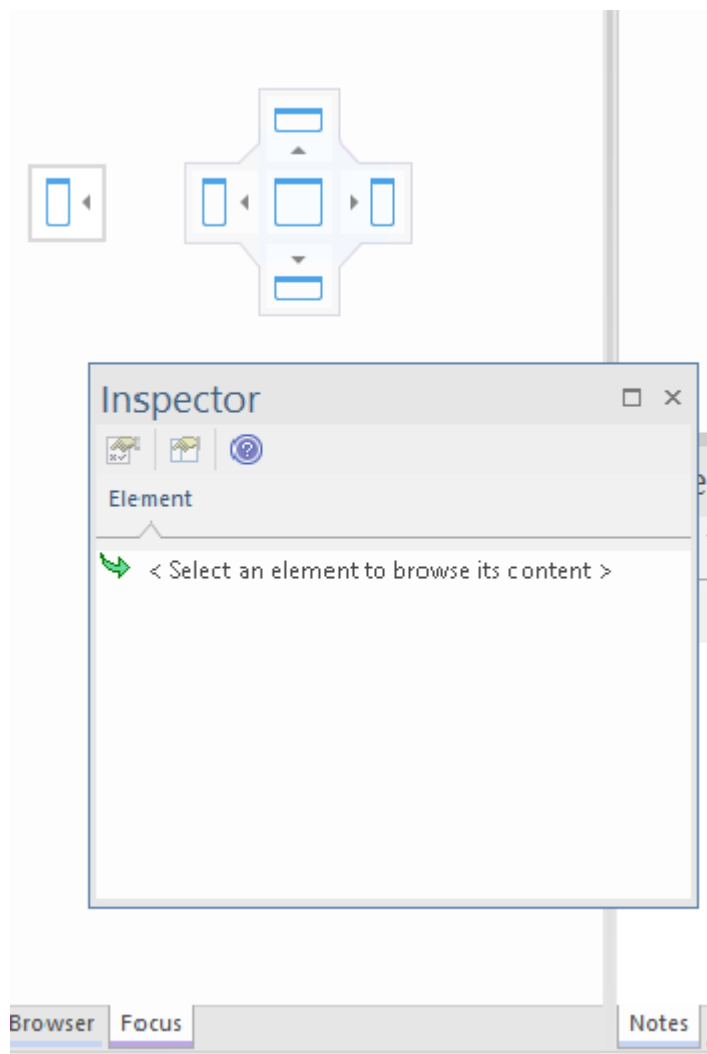 Inspector
Element
< Select an element to browse its content >
Browser
Focus
Notes